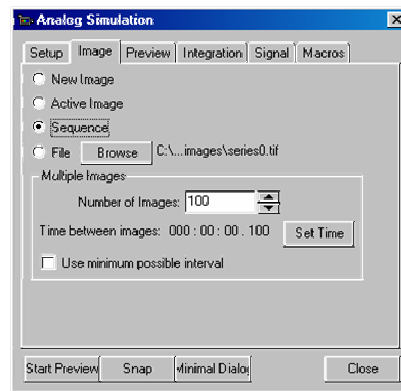 Analog Simulation
Setup Image Preview Integration Signal Macros
New Image
Active Image
Sequence
File Browse C:\...images\series0.tif
Multiple Images
Number of Images: 100
Time between images: 000 : 00 : 00 . 100 Set Time
Use minimum possible interval
Start Preview Snap Minimal Dialog Close